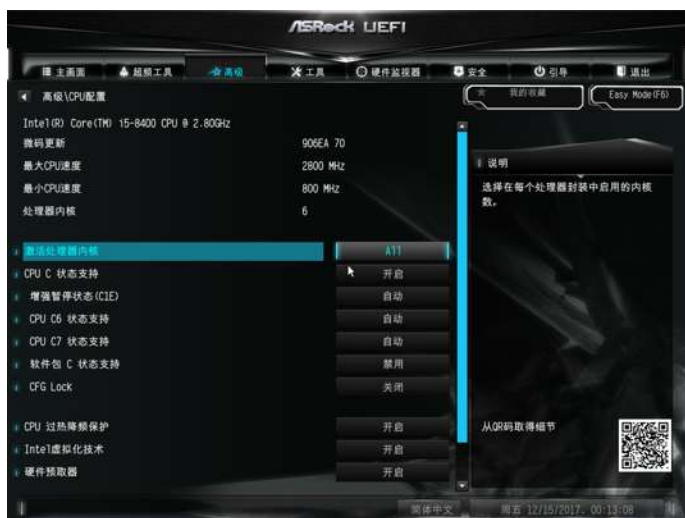 ASRock UEFI
主画面 超频工具 高级 工具 硬件监视器 安全 引导 退出
高级\CPU配置
我的收藏
Easy Mode(F6)
Intel(R) Core(TM) i5-8400 CPU @ 2.80GHz
微码更新 906EA 70
最大CPU速度 2800 MHz
最小CPU速度 800 MHz
处理器内核 6
激活处理器内核 All
CPU C 状态支持 开启
增强暂停状态(C1E) 自动
CPU C6 状态支持 自动
CPU C7 状态支持 自动
软件包 C 状态支持 禁用
CFG Lock 关闭
CPU 过热降频保护 开启
Intel虚拟化技术 开启
硬件预取器 开启
说明
选择在每个处理器封装中启用的内核
数。
从QR码取得细节
简体中文
周五 12/15/2017. 00:13:08